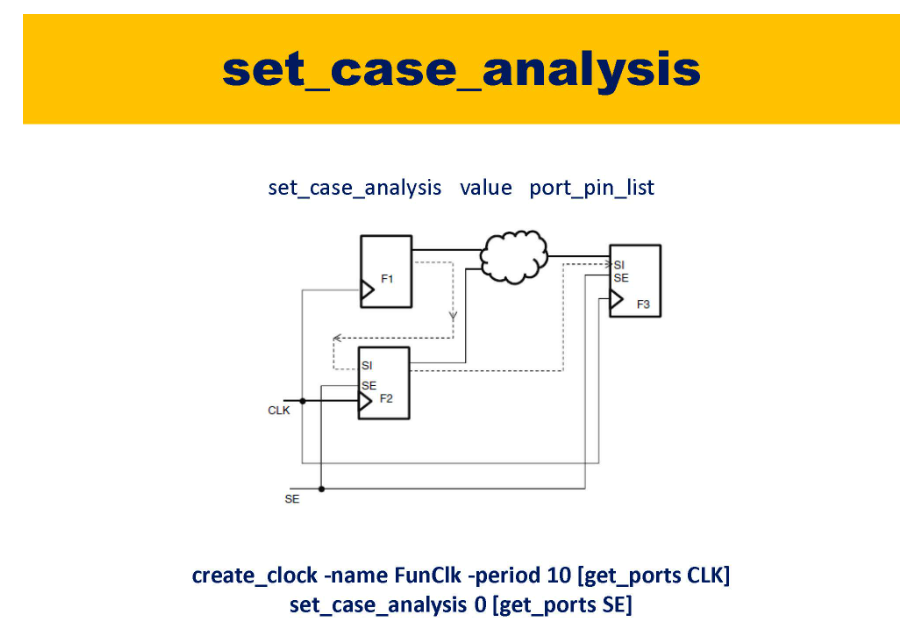 set_case_analysis
set_case_analysis value port_pin_list
F1
SI
SE
F3
SI
SE
F2
CLK
SE
create_clock -name FunClk -period 10 [get_ports CLK]
set_case_analysis 0 [get_ports SE]